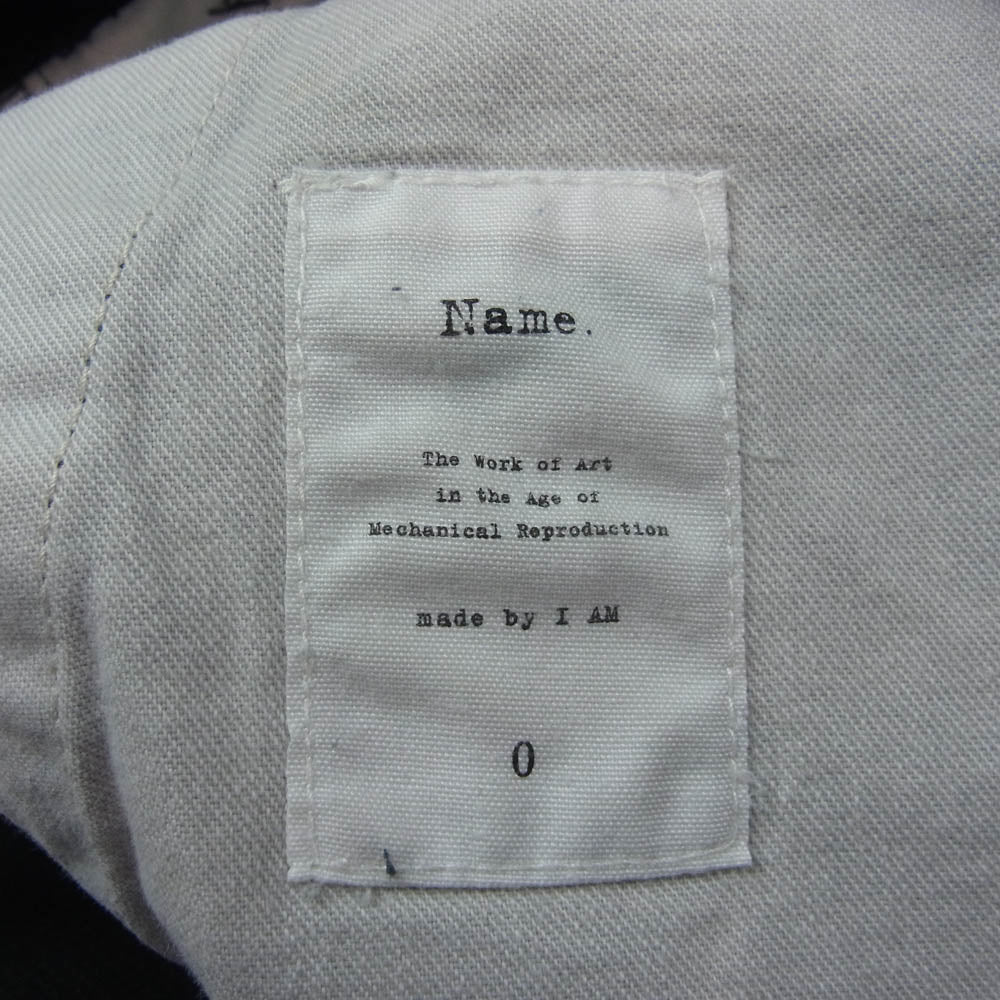 Name.
The Work of Art
in the Age of
Mechanical Reproduction
made by I AM
0